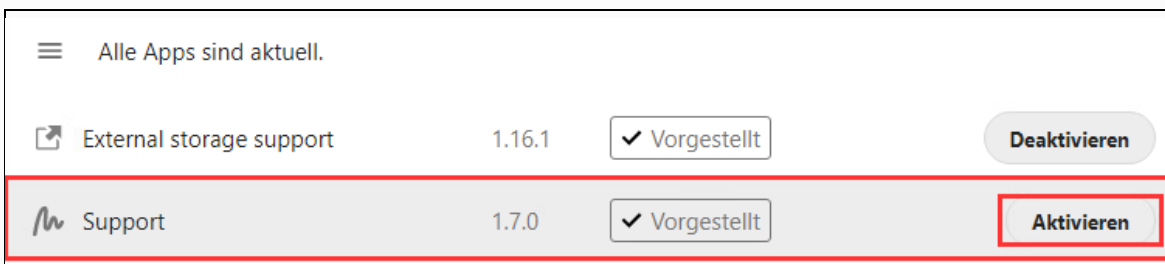 Alle Apps sind aktuell.
External storage support 1.16.1 Vorgestellt Deaktivieren
Support 1.7.0 Vorgestellt Aktivieren